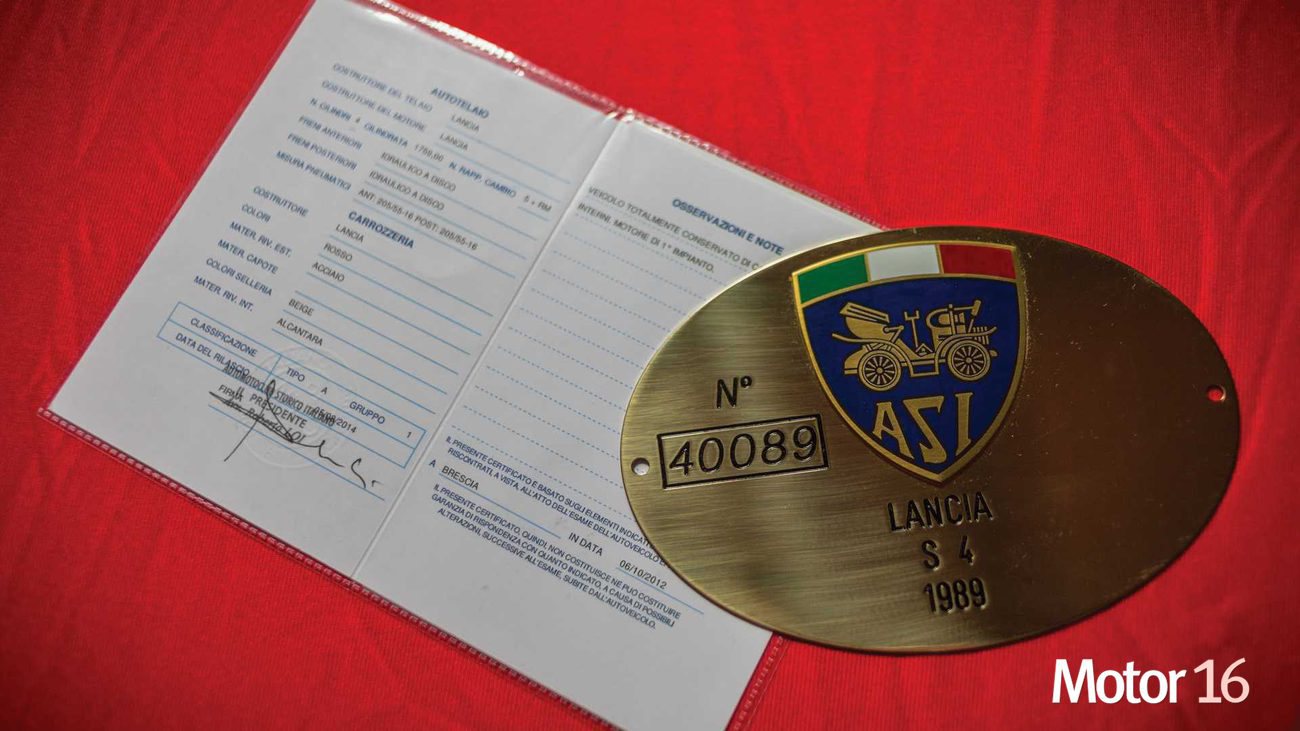 AUTOTELAIO
COSTRUTTORE DEL TELAIO LANCIA
COSTRUTTORE DEL MOTORE LANCIA
N. CILINDRI 4 CILINDRATA 1756,00 N. RAPP. CAMBIO 5 + RM
FRENI ANTERIORI IDRAULICO A DISCO
FRENI POSTERIORI IDRAULICO A DISCO
MISURA PNEUMATICI ANT: 205/55-16 POST: 205/55-16
CARROZZERIA
COSTRUTTORE LANCIA
COLORI ROSSO
MATER. RIV. EST. ACCIAIO
MATER. CAPOTE
COLORI SELLERIA BEIGE
MATER. RIV. INT. ALCANTARA
CLASSIFICAZIONE TIPO A GRUPPO 1
DATA DEL RILASCIO /2014
AUTOMOTOCLUB STORICO ITALIANO
FIRMA IL PRESIDENTE
OSSERVAZIONI E NOTE
VEICOLO TOTALMENTE CONSERVATO DI
INTERNI. MOTORE DI 1° IMPIANTO.
IL PRESENTE CERTIFICATO E BASATO SUGLI ELEMENTI INDICATI
RISCONTRATI, A VISTA, ALL'ATTO DELL'ESAME DELL'AUTOVEICOLO
A BRESCIA IN DATA 06/10/2012
IL PRESENTE CERTIFICATO, QUINDI, NON COSTITUISCE NE PUO COSTITUIRE
GARANZIA DI RISPONDENZA CON QUANTO INDICATO, A CAUSA DI POSSIBILI
ALTERAZIONI, SUCCESSIVE ALL'ESAME, SUBITE DALL'AUTOVEICOLO.
ASI
N°
40089
LANCIA
S 4
1989
Motor 16